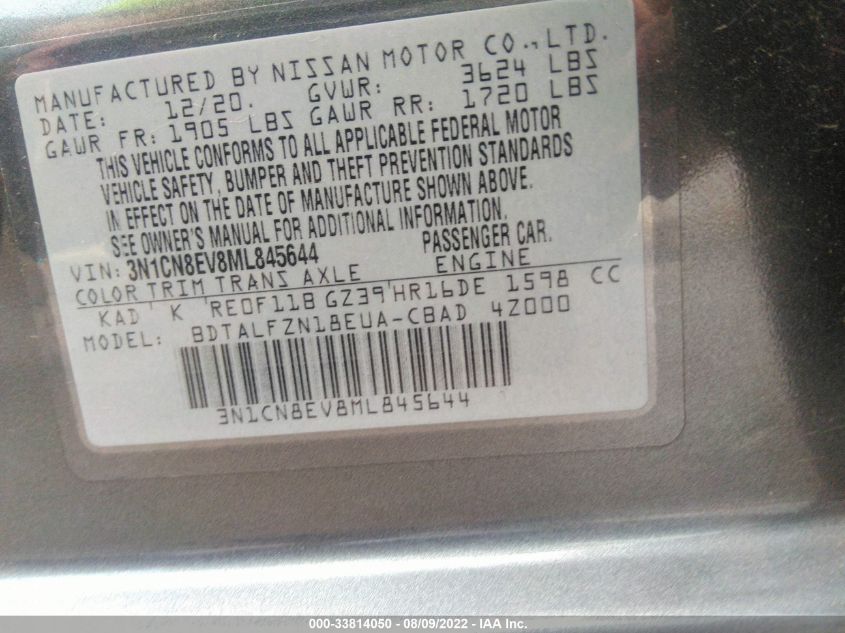 MANUFACTURED BY NISSAN MOTOR CO., LTD.
DATE: 12/20. GVWR: 3624 LBS
GAWR FR: 1905 LBS GAWR RR: 1720 LBS
THIS VEHICLE CONFORMS TO ALL APPLICABLE FEDERAL MOTOR
VEHICLE SAFETY, BUMPER AND THEFT PREVENTION STANDARDS
IN EFFECT ON THE DATE OF MANUFACTURE SHOWN ABOVE.
SEE OWNER'S MANUAL FOR ADDITIONAL INFORMATION.
VIN: 3N1CN8EV8ML845644 PASSENGER CAR.
COLOR TRIM TRANS AXLE ENGINE
KAD K RE0F11B GZ39 HR16DE 1598 CC
MODEL: BDTALFZN18EUA-CBAD 4Z000
3N1CN8EV8ML845644
000-33814050 - 08/09/2022 - IAA Inc.